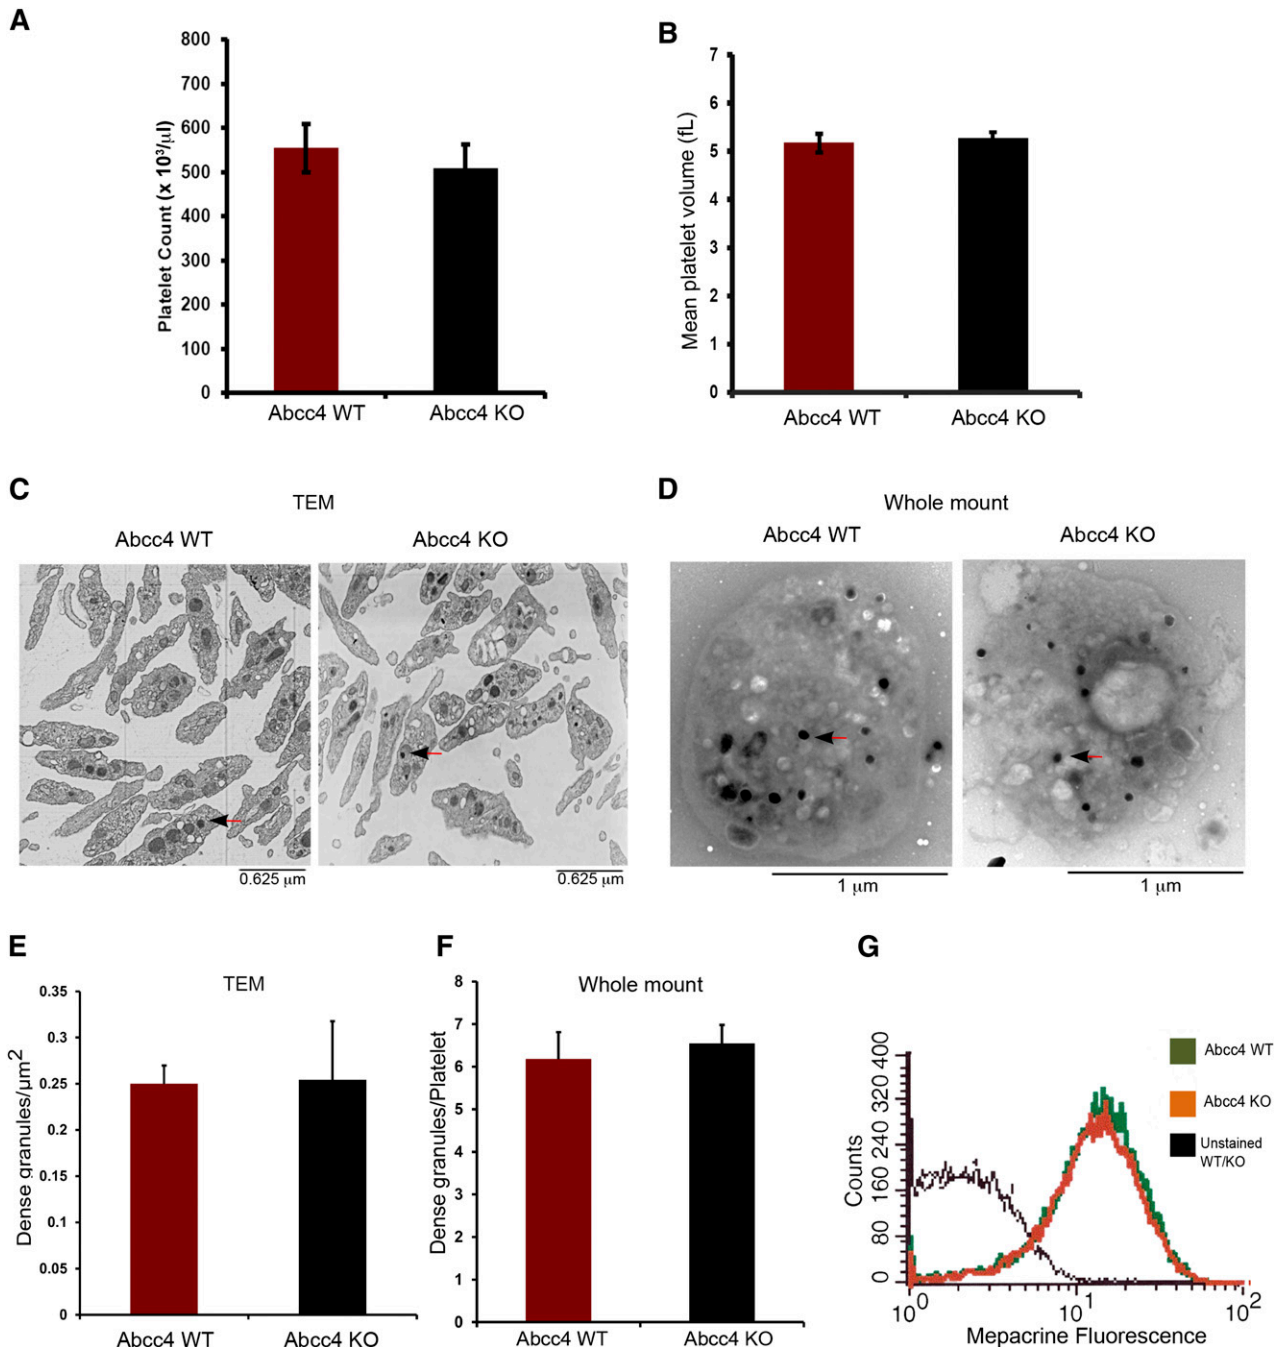 A
800
700
600
500
400
300
200
100
0
Platelet Count (x 10³/µl)
Abcc4 WT
Abcc4 KO
B
7
6
5
4
3
2
1
0
Mean platelet volume (fL)
Abcc4 WT
Abcc4 KO
C
TEM
Abcc4 WT
Abcc4 KO
0.625 µm
0.625 µm
D
Whole mount
Abcc4 WT
Abcc4 KO
1 µm
1 µm
E
TEM
0.35
0.3
0.25
0.2
0.15
0.1
0.05
0
Dense granules/µm²
Abcc4 WT
Abcc4 KO
F
Whole mount
8
7
6
5
4
3
2
1
0
Dense granules/Platelet
Abcc4 WT
Abcc4 KO
G
400
320
240
160
80
0
Counts
10⁰
10¹
10²
Mepacrine Fluorescence
Abcc4 WT
Abcc4 KO
Unstained
WT/KO